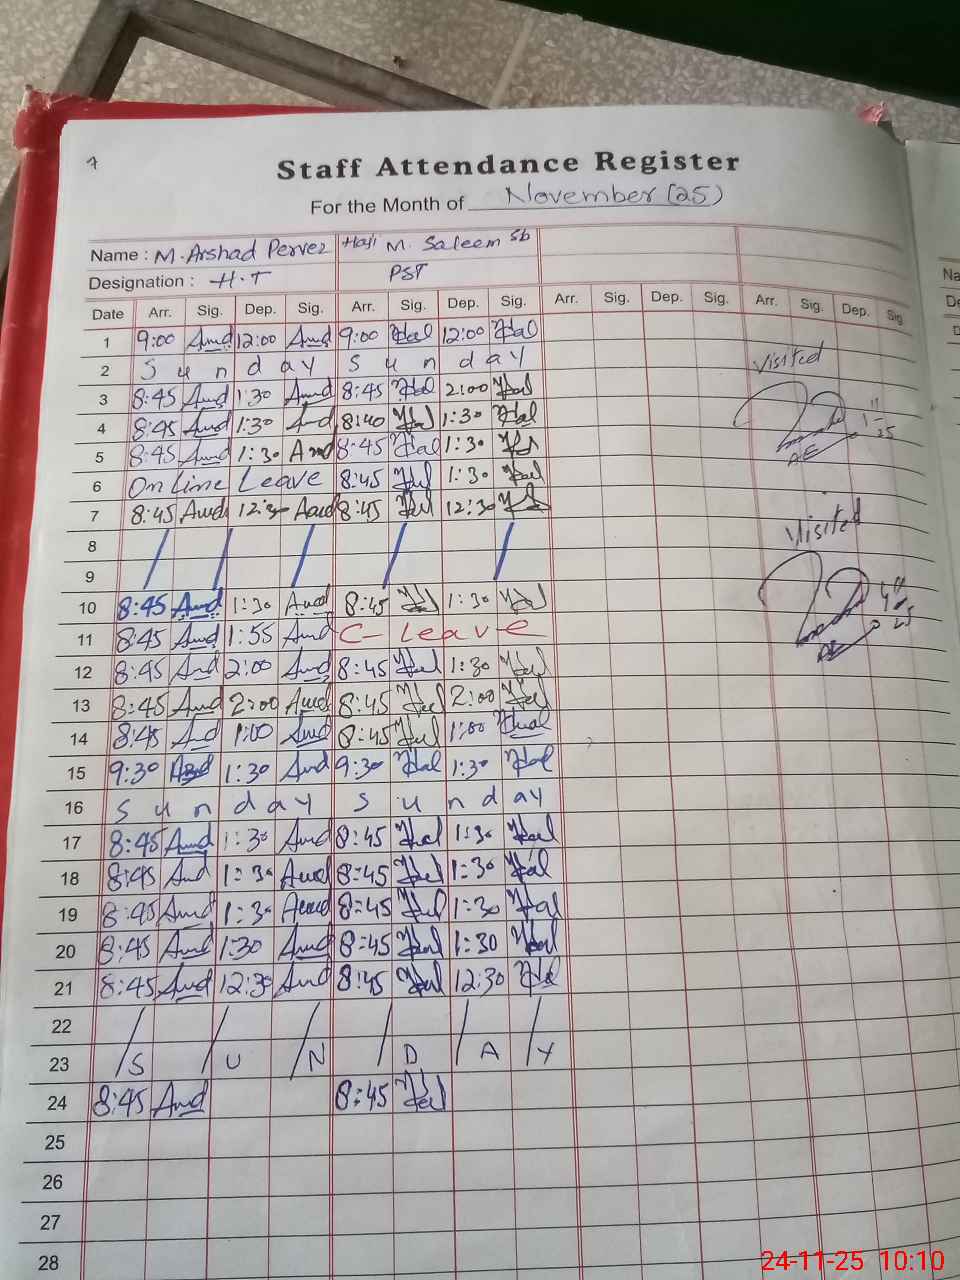 7
Staff Attendance Register
For the Month of November (25)
Name : M. Arshad Pervez Haji M. Saleem Sb
Designation : H.T PST
Date Arr. Sig. Dep. Sig. Arr. Sig. Dep. Sig. Arr. Sig. Dep. Sig. Arr. Sig. Dep. Sig.
1 9:00 12:00 9:00 12:00
2 S u n d a y S u n d a y
Visited
3 8:45 1:30 8:45 2:00
4 8:45 1:30 8:40 1:30
5 8:45 1:30 8:45 1:30
AE
6 On Line Leave 8:45 1:30
7 8:45 12:30 8:45 12:30
Visited
8
9
10 8:45 1:30 8:45 1:30
11 8:45 1:55 C- Leave
12 8:45 2:00 8:45 1:30
13 8:45 2:00 8:45 2:00
14 8:45 1:00 8:45 1:00
15 9:30 1:30 9:30 1:30
16 S u n d a y S u n d a y
17 8:45 1:30 8:45 1:30
18 8:45 1:30 8:45 1:30
19 8:45 1:30 8:45 1:30
20 8:45 1:30 8:45 1:30
21 8:45 12:30 8:45 12:30
22
23 S U N D A Y
24 8:45 8:45
25
26
27
28
Na
De
24-11-25 10:10